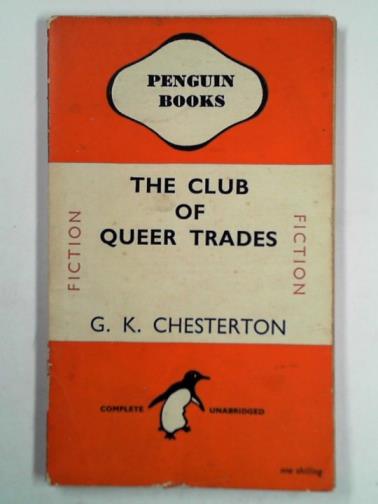 PENGUIN
BOOKS
THE CLUB
OF
QUEER TRADES
FICTION
FICTION
G. K. CHESTERTON
COMPLETE
UNABRIDGED
one shilling